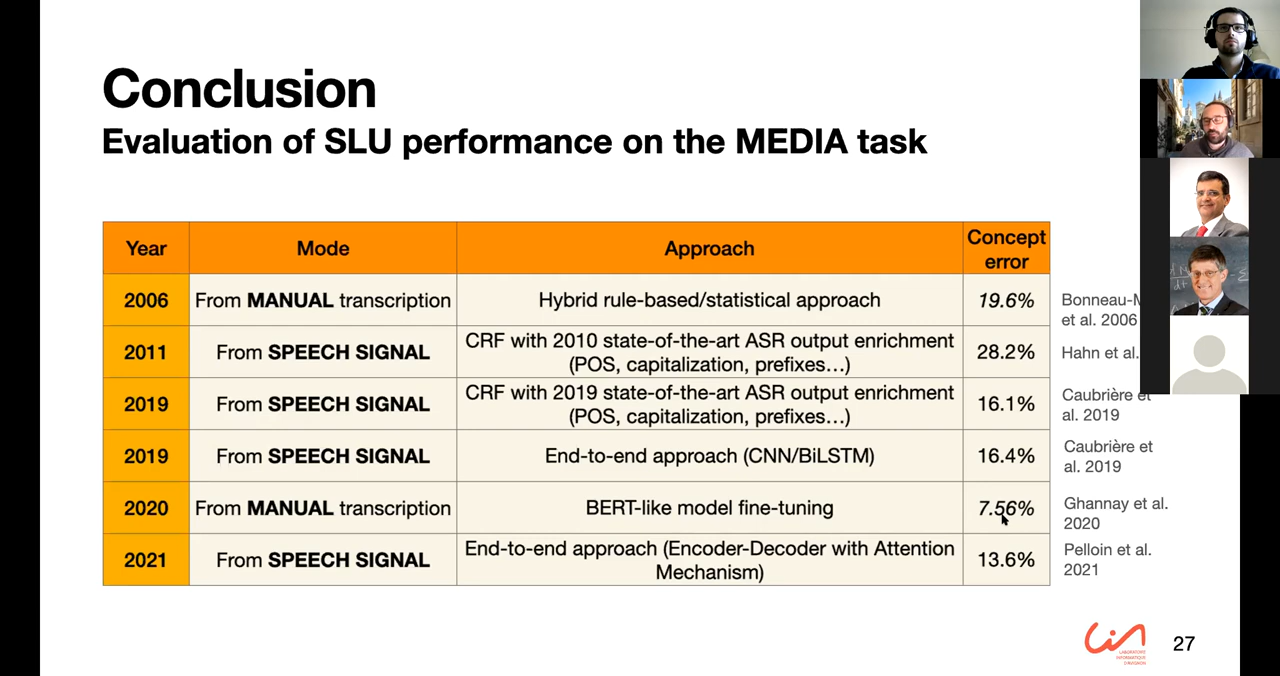 Conclusion
Evaluation of SLU performance on the MEDIA task
Year Mode Approach Concept error
2006 From MANUAL transcription Hybrid rule-based/statistical approach 19.6%
et al. 2006
2011 From SPEECH SIGNAL CRF with 2010 state-of-the-art ASR output enrichment (POS, capitalization, prefixes...) 28.2% Hahn et al.
2019 From SPEECH SIGNAL CRF with 2019 state-of-the-art ASR output enrichment (POS, capitalization, prefixes...) 16.1% Caubrière et al. 2019
2019 From SPEECH SIGNAL End-to-end approach (CNN/BiLSTM) 16.4% Caubrière et al. 2019
2020 From MANUAL transcription BERT-like model fine-tuning 7.56% Ghannay et al. 2020
2021 From SPEECH SIGNAL End-to-end approach (Encoder-Decoder with Attention Mechanism) 13.6% Pelloin et al. 2021
LABORATOIRE
INFORMATIQUE
D'AVIGNON
27